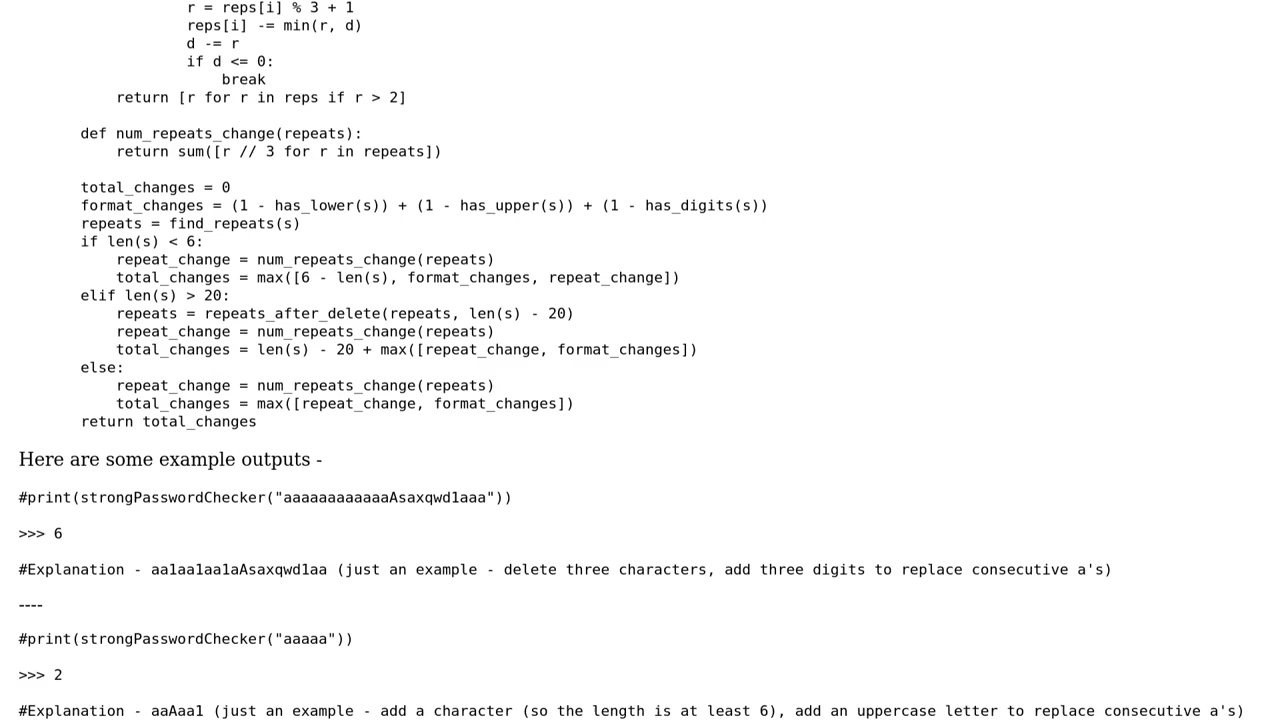 r = reps[i] % 3 + 1
reps[i] -= min(r, d)
d -= r
if d <= 0:
break
return [r for r in reps if r > 2]
def num_repeats_change(repeats):
return sum([r // 3 for r in repeats])
total_changes = 0
format_changes = (1 - has_lower(s)) + (1 - has_upper(s)) + (1 - has_digits(s))
repeats = find_repeats(s)
if len(s) < 6:
repeat_change = num_repeats_change(repeats)
total_changes = max([6 - len(s), format_changes, repeat_change])
elif len(s) > 20:
repeats = repeats_after_delete(repeats, len(s) - 20)
repeat_change = num_repeats_change(repeats)
total_changes = len(s) - 20 + max([repeat_change, format_changes])
else:
repeat_change = num_repeats_change(repeats)
total_changes = max([repeat_change, format_changes])
return total_changes
Here are some example outputs -
#print(strongPasswordChecker("aaaaaaaaaaaaAsaxqwd1aaa"))
>>> 6
#Explanation - aa1aa1aa1aAsaxqwd1aa (just an example - delete three characters, add three digits to replace consecutive a's)
----
#print(strongPasswordChecker("aaaaa"))
>>> 2
#Explanation - aaAaa1 (just an example - add a character (so the length is at least 6), add an uppercase letter to replace consecutive a's)